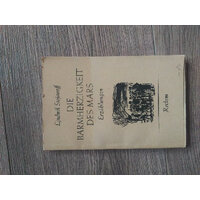 DIE
BARMHERZIGKEIT
DES MARS
Erzählungen
Reclam